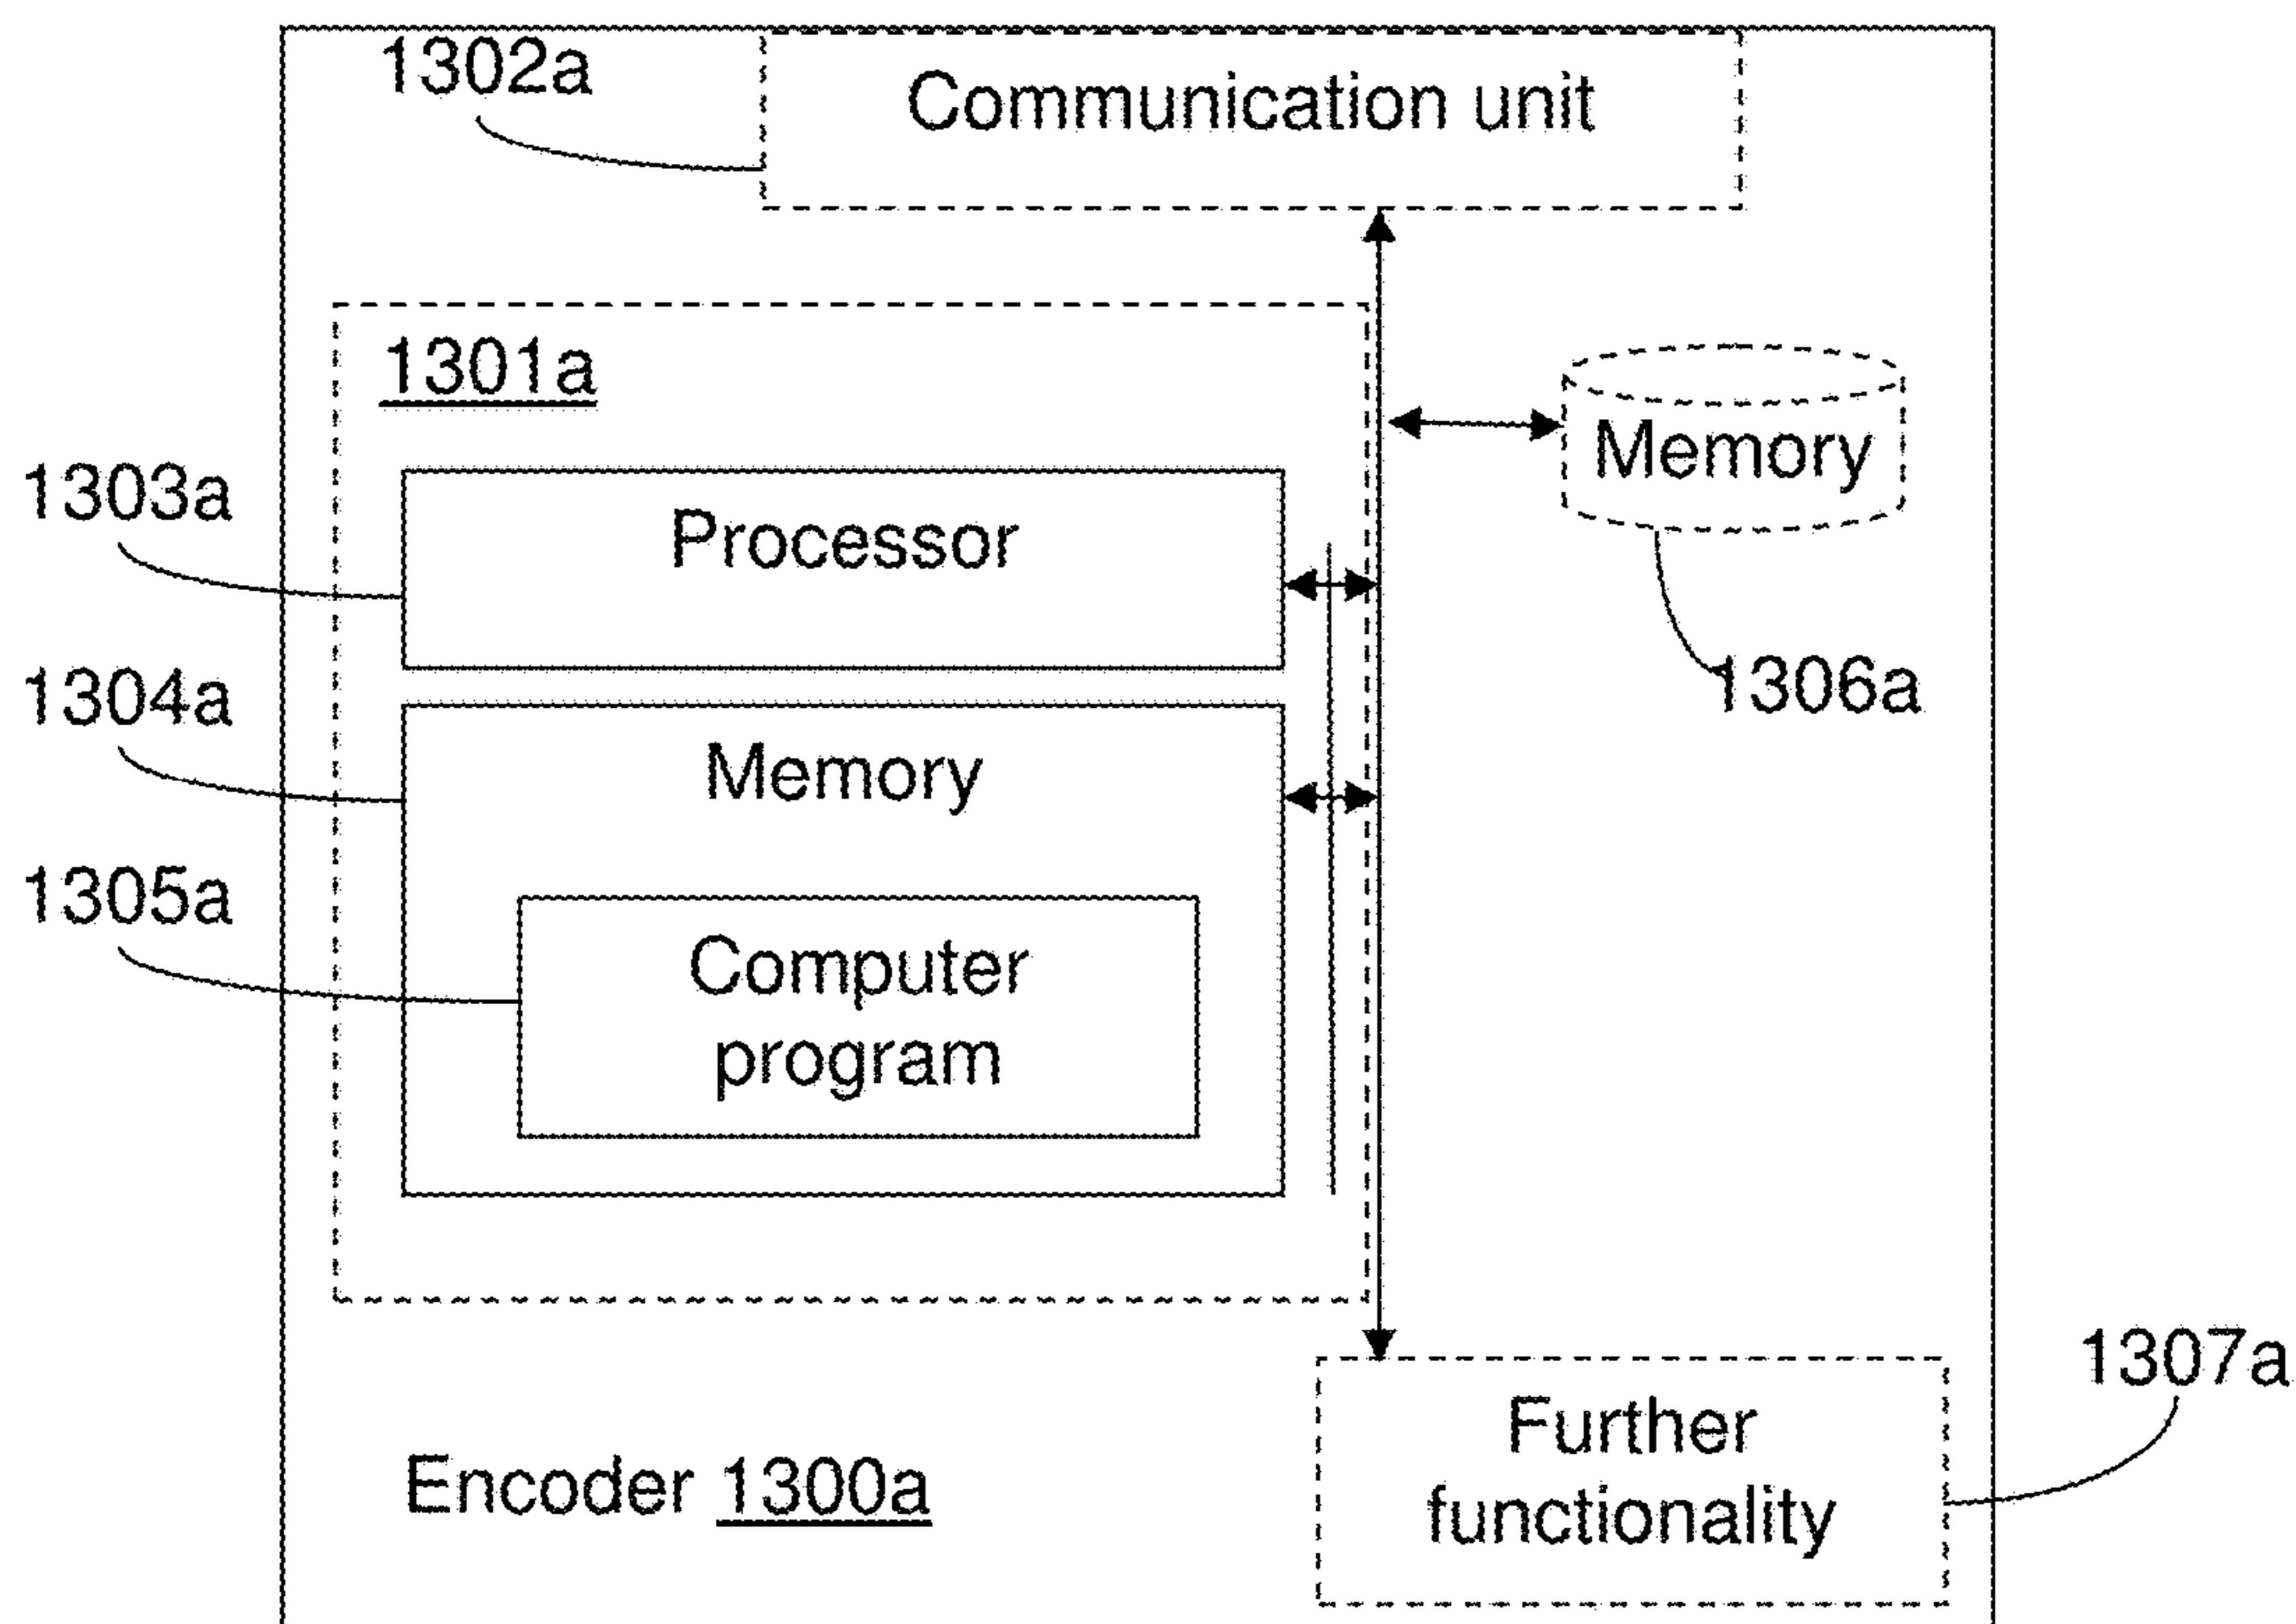 1302a
Communication unit
1301a
1303a
Processor
Memory
1306a
1304a
Memory
1305a
Computer
program
1307a
Further
functionality
Encoder 1300a